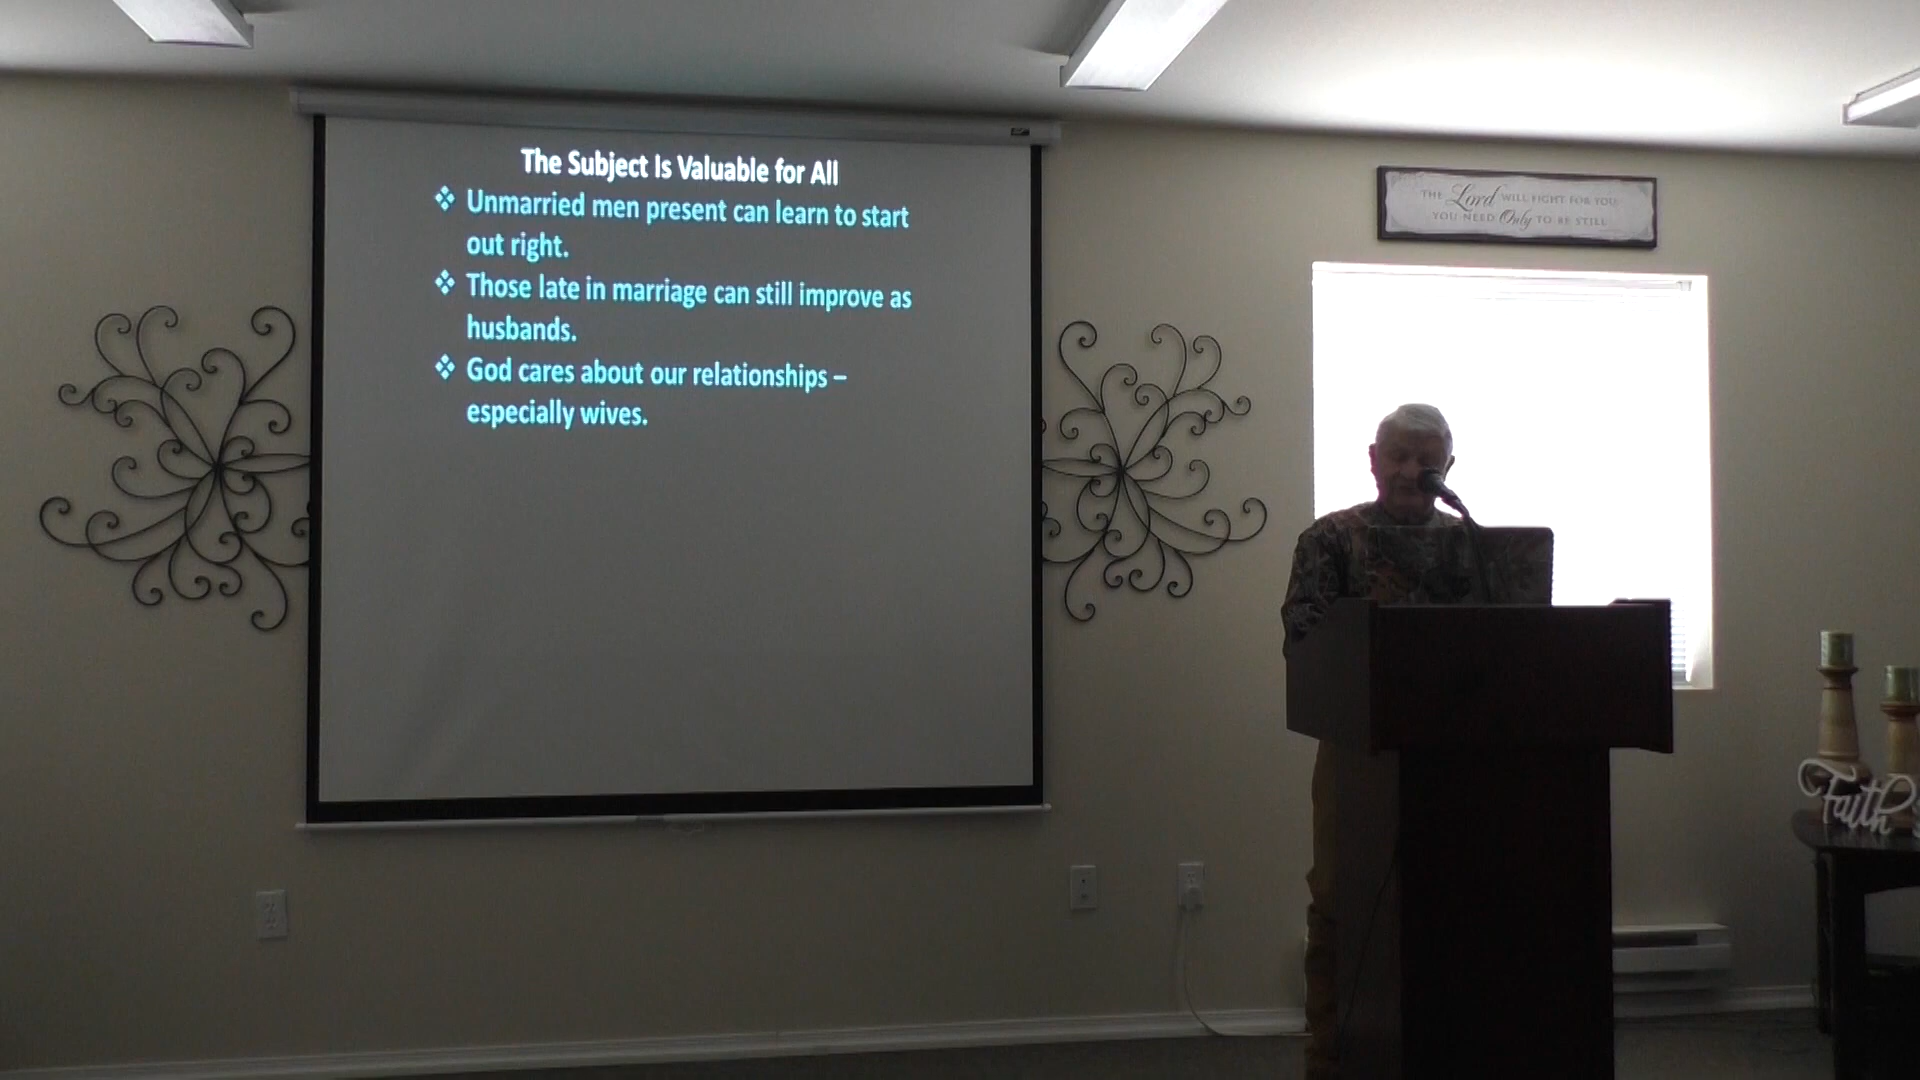 The Subject Is Valuable for All
❖ Unmarried men present can learn to start
out right.
❖ Those late in marriage can still improve as
husbands.
❖ God cares about our relationships –
especially wives.
THE Lord WILL FIGHT FOR YOU
YOU NEED Only TO BE STILL
Faith